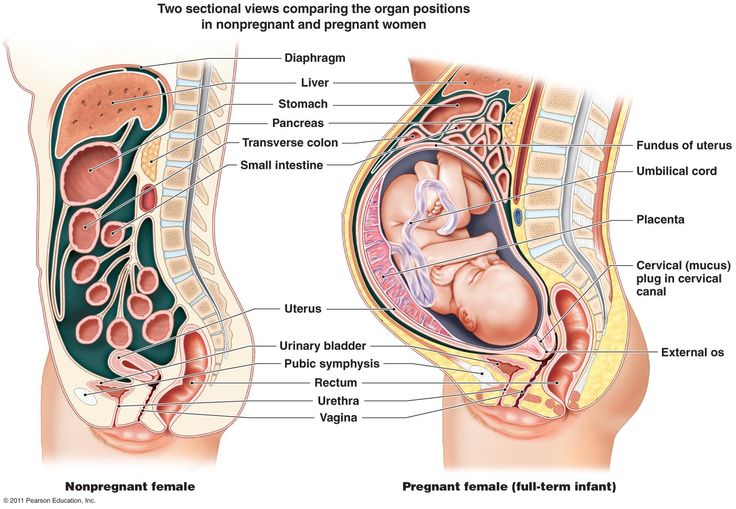 Two sectional views comparing the organ positions
in nonpregnant and pregnant women
Diaphragm
Liver
Stomach
Pancreas
Transverse colon
Small intestine
Fundus of uterus
Umbilical cord
Placenta
Cervical (mucus)
plug in cervical
canal
Uterus
Urinary bladder
Pubic symphysis
External os
Rectum
Urethra
Vagina
Nonpregnant female
Pregnant female (full-term infant)
© 2011 Pearson Education, Inc.